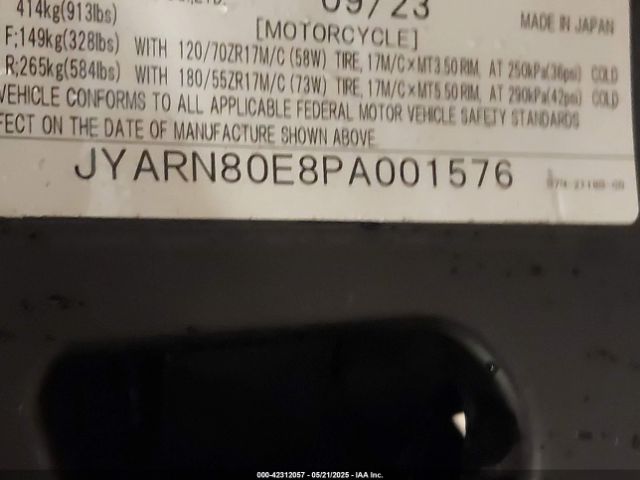 09/23
414kg(913lbs)
[MOTORCYCLE]
MADE IN JAPAN
F;149kg(328lbs) WITH 120/70ZR17M/C (58W) TIRE, 17M/C×MT3.50 RIM, AT 250kPa(36psi) COLD
R;265kg(584lbs) WITH 180/55ZR17M/C (73W) TIRE, 17M/C×MT5.50 RIM, AT 290kPa(42psi) COLD
VEHICLE CONFORMS TO ALL APPLICABLE FEDERAL MOTOR VEHICLE SAFETY STANDARDS
FECT ON THE DATE OF MANUFACTURE SHOWN ABOVE
JYARN80E8PA001576
000-42312057 - 05/21/2025 - IAA Inc.